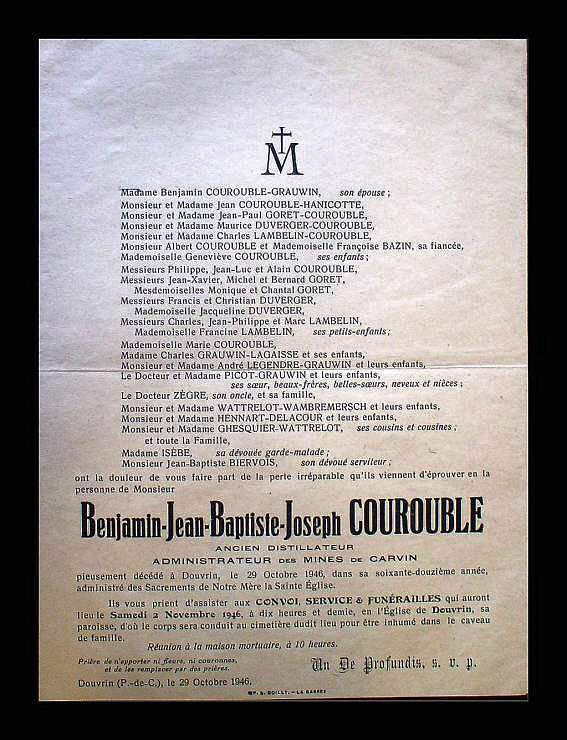 M
Madame Benjamin COUROUBLE-GRAUWIN, son épouse ;
Monsieur et Madame Jean COUROUBLE-HANICOTTE,
Monsieur et Madame Jean-Paul GORET-COUROUBLE,
Monsieur et Madame Maurice DUVERGER-COUROUBLE,
Monsieur et Madame Charles LAMBELIN-COUROUBLE,
Monsieur Albert COUROUBLE et Mademoiselle Françoise BAZIN, sa fiancée,
Mademoiselle Geneviève COUROUBLE, ses enfants ;
Messieurs Philippe, Jean-Luc et Alain COUROUBLE,
Messieurs Jean-Xavier, Michel et Bernard GORET,
Mesdemoiselles Monique et Chantal GORET,
Messieurs Francis et Christian DUVERGER,
Mademoiselle Jacqueline DUVERGER,
Messieurs Charles, Jean-Philippe et Marc LAMBELIN,
Mademoiselle Francine LAMBELIN, ses petits-enfants ;
Mademoiselle Marie COUROUBLE,
Madame Charles GRAUWIN-LAGAISSE et ses enfants,
Monsieur et Madame André LEGENDRE-GRAUWIN et leurs enfants,
Le Docteur et Madame PICOT-GRAUWIN et leurs enfants,
ses sœur, beaux-frères, belles-sœurs, neveux et nièces ;
Le Docteur ZÈGRE, son oncle, et sa famille,
Monsieur et Madame WATTRELOT-WAMBREMERSCH et leurs enfants,
Monsieur et Madame HENNART-DELACOUR et leurs enfants,
Monsieur et Madame GHESQUIER-WATTRELOT, ses cousins et cousines ;
et toute la Famille,
Madame ISÈBE, sa dévouée garde-malade ;
Monsieur Jean-Baptiste BIERVOIS, son dévoué serviteur ;
ont la douleur de vous faire part de la perte irréparable qu'ils viennent d'éprouver en la
personne de Monsieur
Benjamin-Jean-Baptiste-Joseph COUROUBLE
ANCIEN DISTILLATEUR
ADMINISTRATEUR DES MINES DE CARVIN
pieusement décédé à Douvrin, le 29 Octobre 1946, dans sa soixante-douzième année,
administré des Sacrements de Notre Mère la Sainte Église.
Ils vous prient d'assister aux CONVOI, SERVICE & FUNÉRAILLES qui auront
lieu le Samedi 2 Novembre 1946, à dix heures et demie, en l'Église de Douvrin, sa
paroisse, d'où le corps sera conduit au cimetière dudit lieu pour être inhumé dans le caveau
de famille.
Réunion à la maison mortuaire, à 10 heures.
Prière de n'apporter ni fleurs, ni couronnes,
et de les remplacer par des prières.
Un De Profundis, s. v. p.
Douvrin (P.-de-C.), le 29 Octobre 1946.
IMP. S. BOILLY. — LA BASSÉE